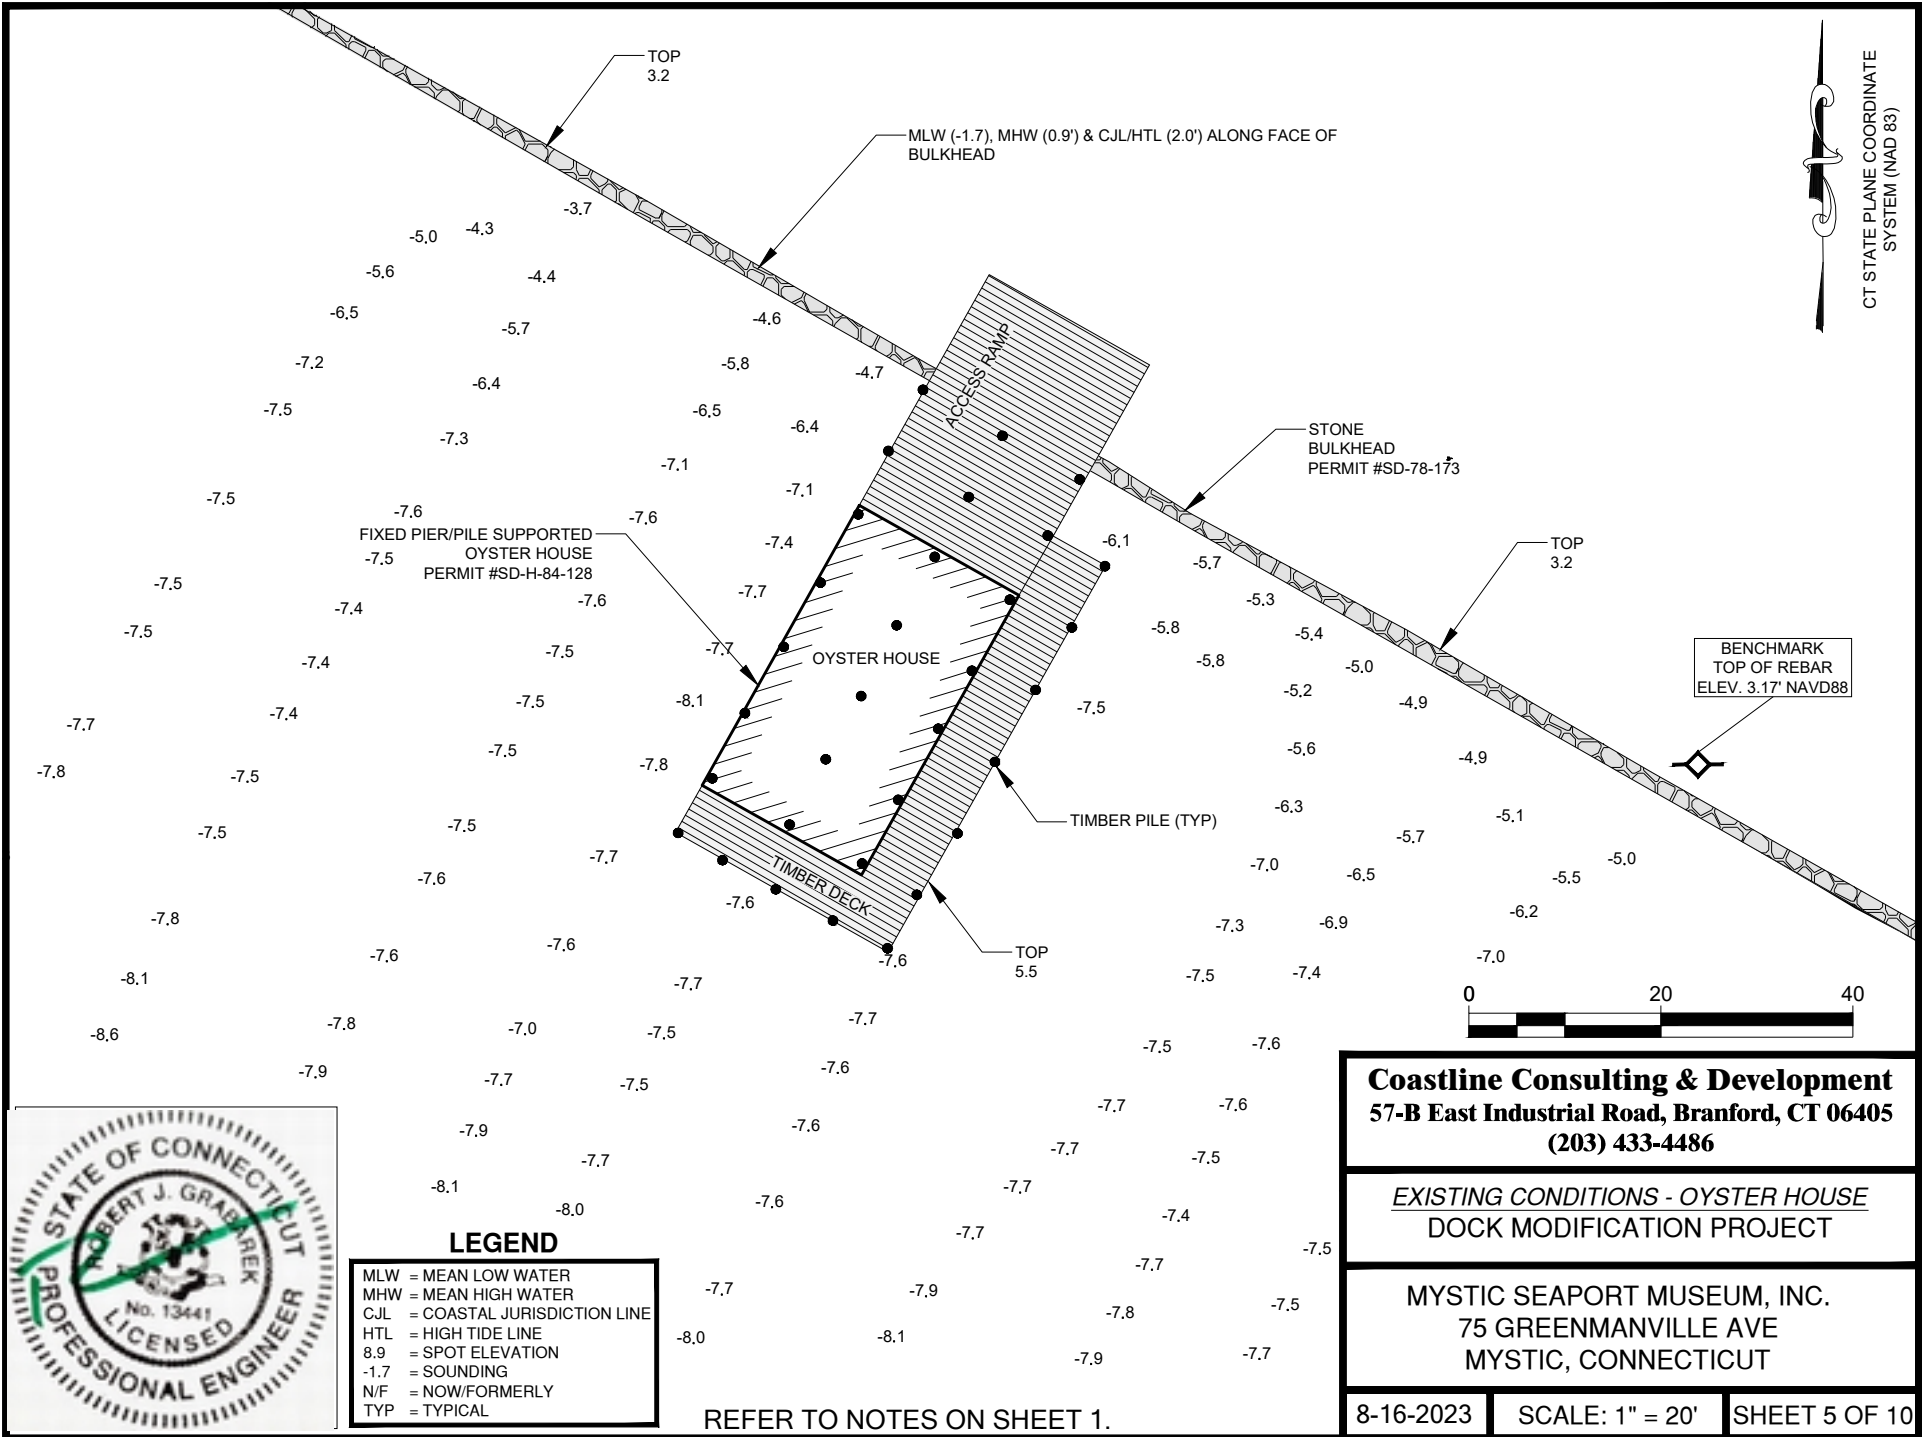 TOP
3.2
MLW (-1.7), MHW (0.9') & CJL/HTL (2.0') ALONG FACE OF
BULKHEAD
CT STATE PLANE COORDINATE
SYSTEM (NAD 83)
-3.7
-5.0 -4.3
-5.6 -4.4
-6.5 -5.7 -4.6
-7.2 -6.4 -5.8 -4.7
ACCESS RAMP
-7.5 -7.3 -6.5 -6.4
STONE
BULKHEAD
PERMIT #SD-78-173
-7.1 -7.1
-7.5 -7.6 -7.6
FIXED PIER/PILE SUPPORTED
OYSTER HOUSE
PERMIT #SD-H-84-128
-7.5 -7.4 -6.1 -5.7
TOP
3.2
-7.5 -7.4 -7.6 -7.7 -5.3
-7.5 -7.4 -7.5 -7.7 -5.8 -5.4
OYSTER HOUSE
-5.8 -5.0
BENCHMARK
TOP OF REBAR
ELEV. 3.17' NAVD88
-7.7 -7.4 -7.5 -8.1 -7.5 -5.2 -4.9
-7.8 -7.5 -7.5 -7.8 -5.6 -4.9
TIMBER PILE (TYP)
-7.5 -7.5 -7.7 -6.3 -5.7 -5.1
TIMBER DECK
-7.6 -7.0 -6.5 -5.5 -5.0
-7.8 -7.6 -7.3 -6.9 -6.2
TOP
5.5
-8.1 -7.6 -7.6 -7.7 -7.6 -7.5 -7.4 -7.0
0 20 40
-8.6 -7.8 -7.0 -7.5 -7.7 -7.5 -7.6
-7.9 -7.7 -7.5 -7.6 -7.7 -7.6
-7.9 -7.7 -7.6 -7.7 -7.5
-8.1 -8.0 -7.6 -7.7 -7.4
-7.7 -7.7 -7.5
-7.7 -7.9 -7.8 -7.5
-8.0 -8.1 -7.9 -7.7
STATE OF CONNECTICUT
ROBERT J. GRABAREK
No. 13441
LICENSED
PROFESSIONAL ENGINEER
LEGEND
MLW = MEAN LOW WATER
MHW = MEAN HIGH WATER
CJL = COASTAL JURISDICTION LINE
HTL = HIGH TIDE LINE
8.9 = SPOT ELEVATION
-1.7 = SOUNDING
N/F = NOW/FORMERLY
TYP = TYPICAL
REFER TO NOTES ON SHEET 1.
Coastline Consulting & Development
57-B East Industrial Road, Branford, CT 06405
(203) 433-4486
EXISTING CONDITIONS - OYSTER HOUSE
DOCK MODIFICATION PROJECT
MYSTIC SEAPORT MUSEUM, INC.
75 GREENMANVILLE AVE
MYSTIC, CONNECTICUT
8-16-2023 SCALE: 1" = 20' SHEET 5 OF 10